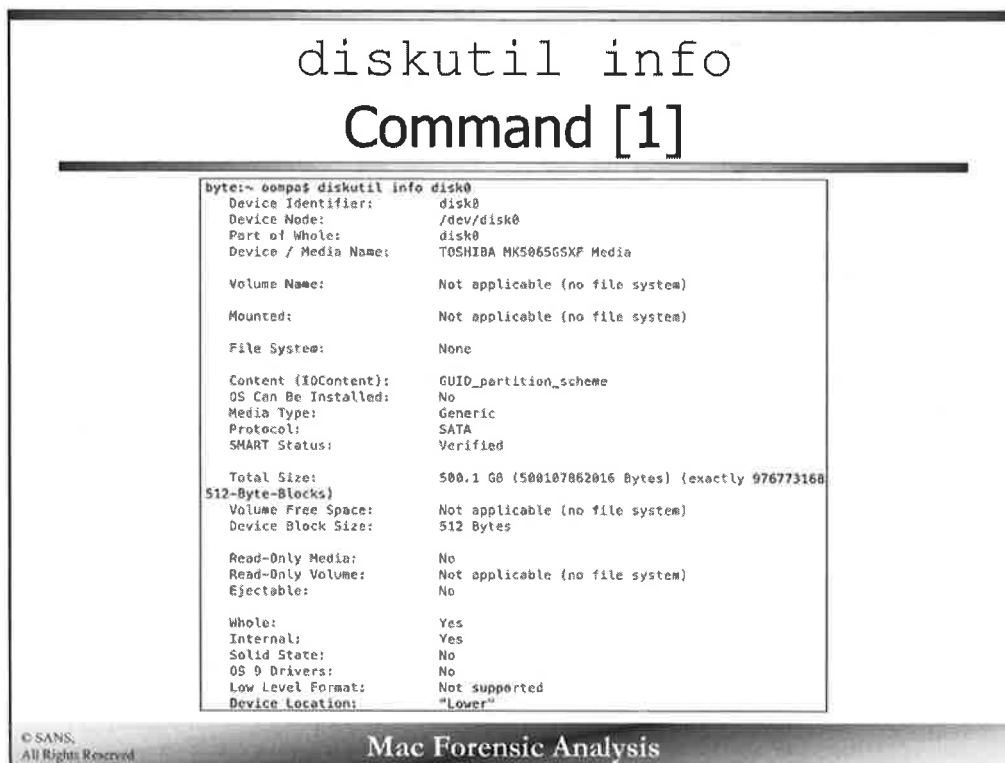 diskutil info
Command [1]
byte:~ oompa$ diskutil info disk0
Device Identifier: disk0
Device Node: /dev/disk0
Part of Whole: disk0
Device / Media Name: TOSHIBA MK5065GSXF Media
Volume Name: Not applicable (no file system)
Mounted: Not applicable (no file system)
File System: None
Content (IOContent): GUID_partition_scheme
OS Can Be Installed: No
Media Type: Generic
Protocol: SATA
SMART Status: Verified
Total Size: 500.1 GB (500107862016 Bytes) (exactly 976773168
512-Byte-Blocks)
Volume Free Space: Not applicable (no file system)
Device Block Size: 512 Bytes
Read-Only Media: No
Read-Only Volume: Not applicable (no file system)
Ejectable: No
Whole: Yes
Internal: Yes
Solid State: No
OS 9 Drivers: No
Low Level Format: Not supported
Device Location: "Lower"
© SANS,
All Rights Reserved
Mac Forensic Analysis